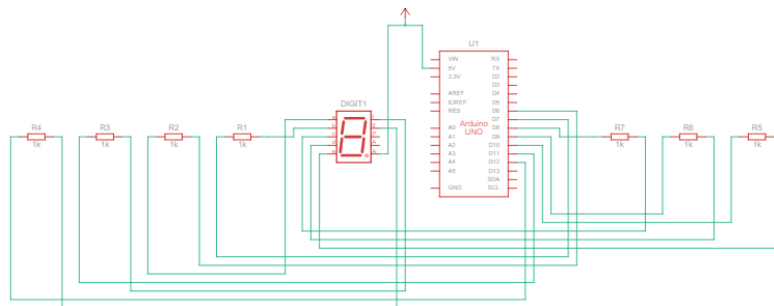 U1
VIN
5V
3.3V
AREF
IOREF
RES
A0
A1
A2
A3
A4
A5
GND
RX
TX
D2
D3
D4
D5
D6
D7
D8
D9
D10
D11
D12
D13
SDA
SCL
Arduino
UNO
DIGIT1
R4
1k
R3
1k
R2
1k
R1
1k
R7
1k
R6
1k
R5
1k